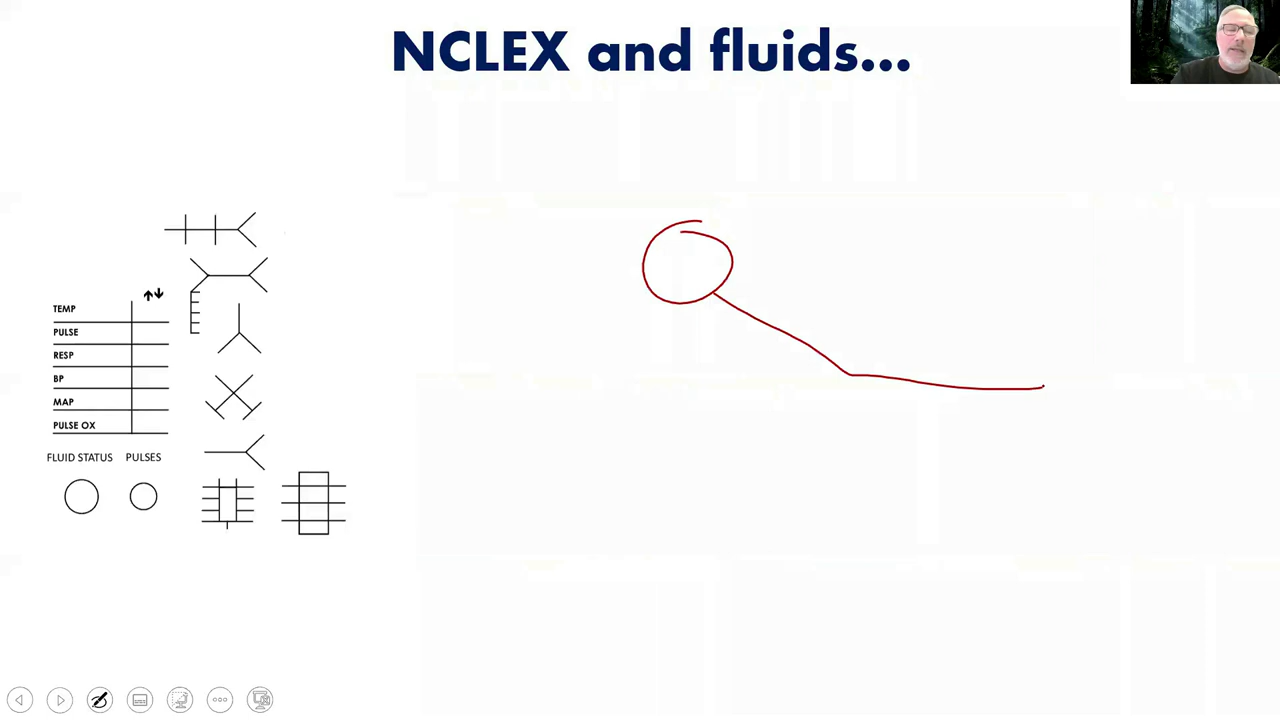 NCLEX and fluids...
TEMP
PULSE
RESP
BP
MAP
PULSE OX
FLUID STATUS PULSES